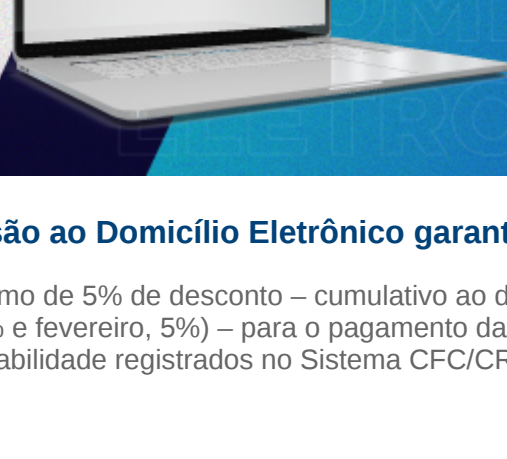 ELETRO
são ao Domicílio Eletrônico garant
mo de 5% de desconto – cumulativo ao d
% e fevereiro, 5%) – para o pagamento da
abilidade registrados no Sistema CFC/CR